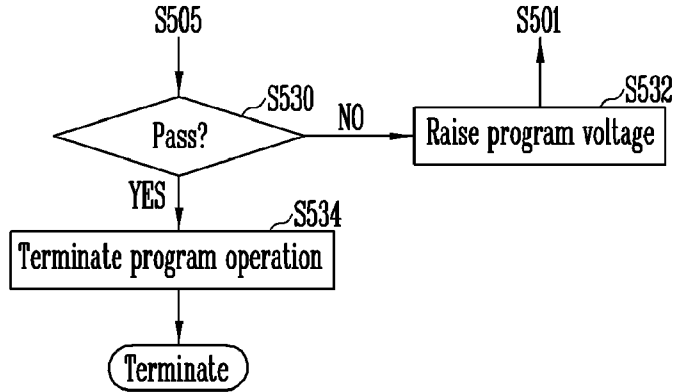 S505
S501
S530
S532
Pass?
NO
Raise program voltage
YES
S534
Terminate program operation
Terminate